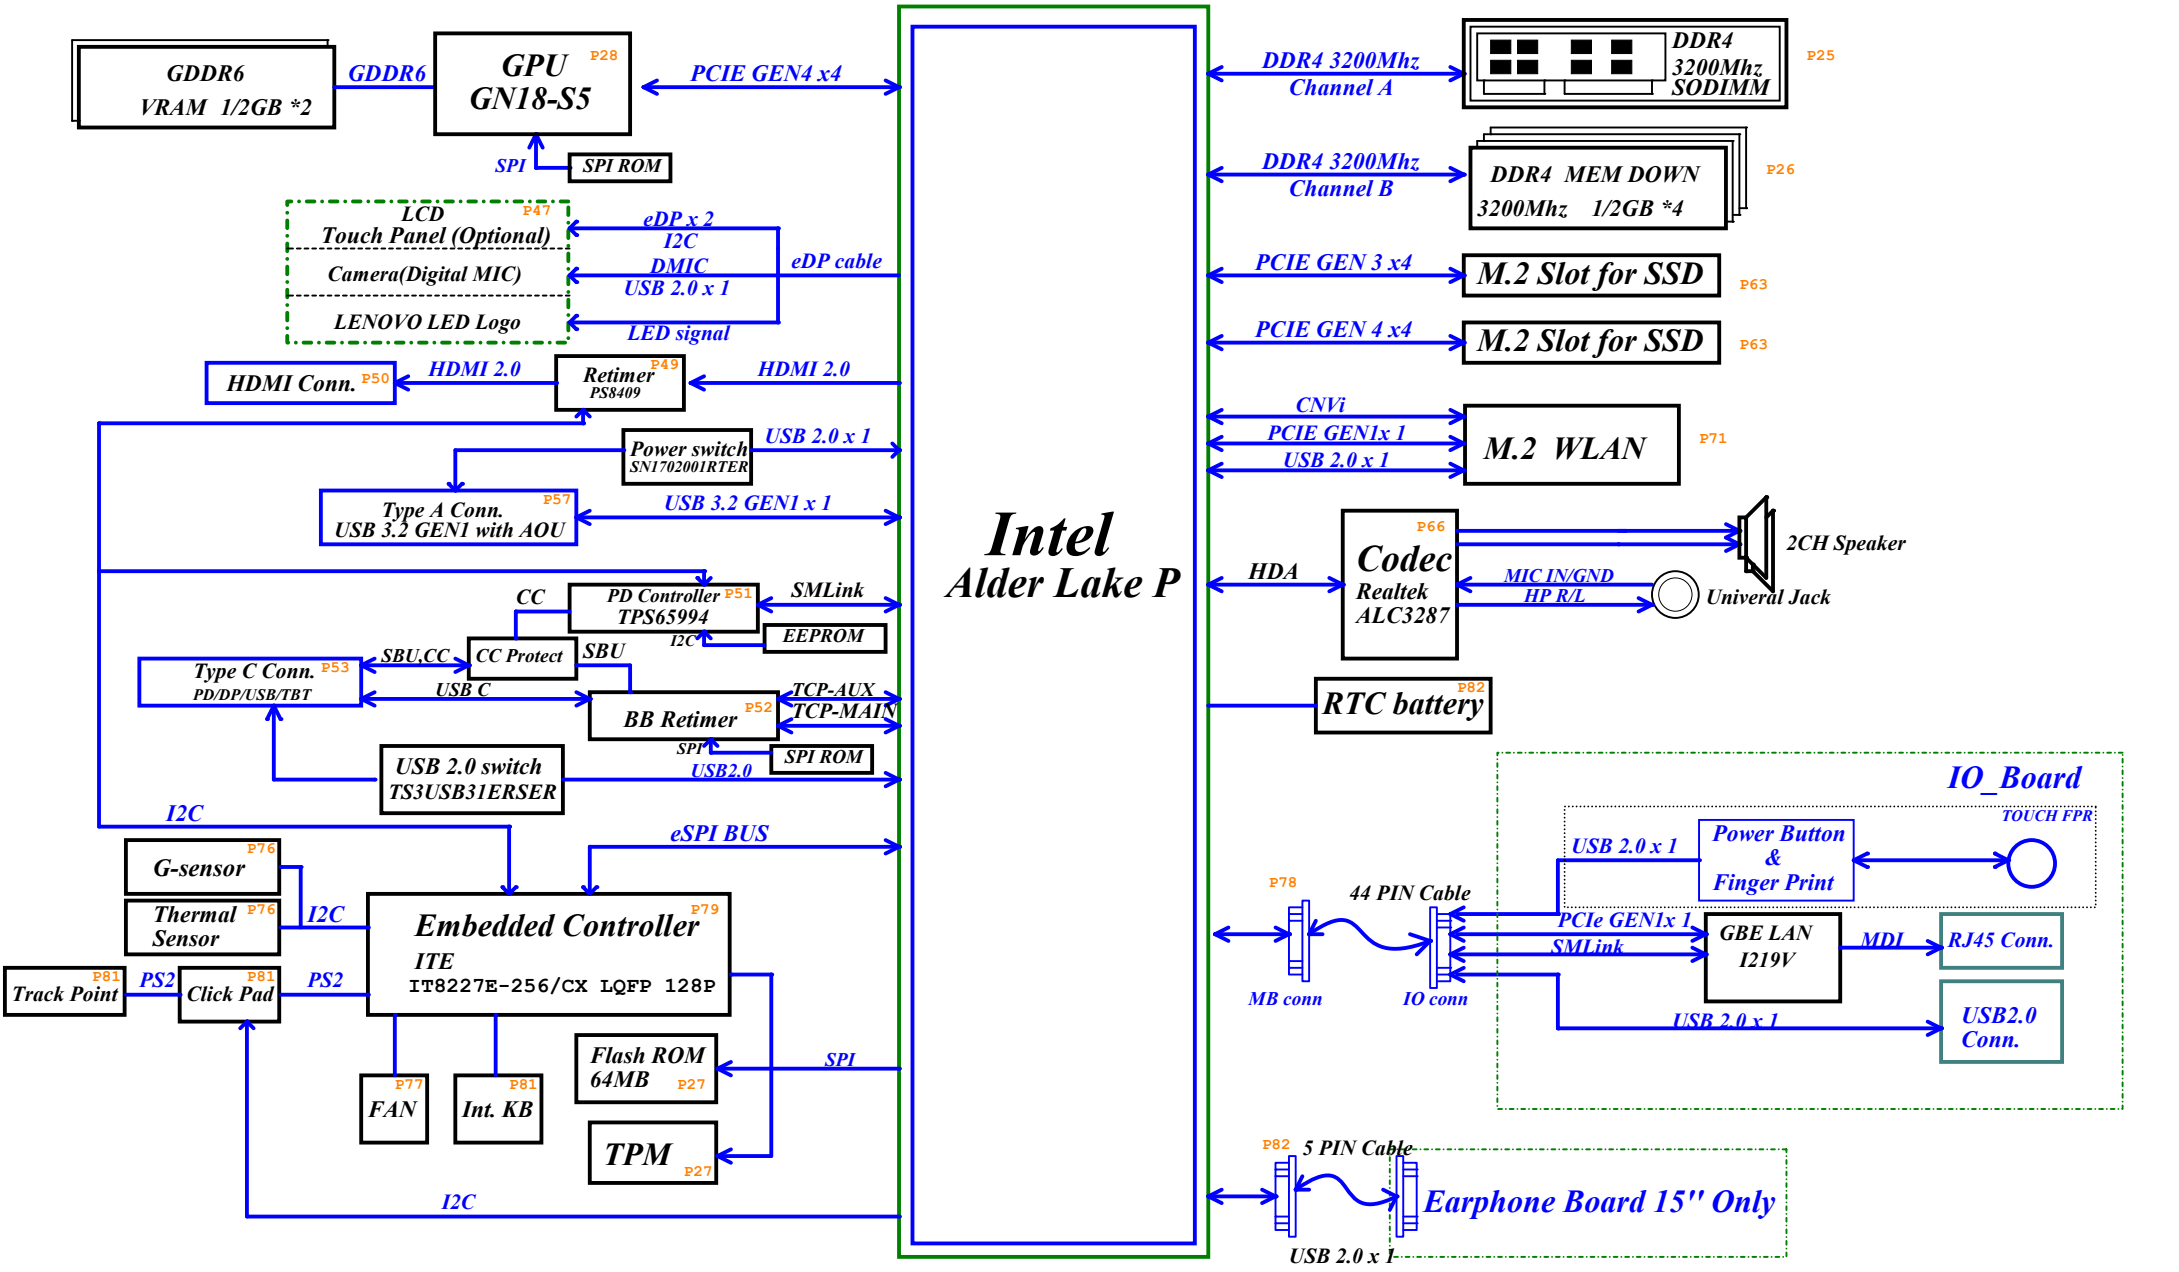 GDDR6
VRAM 1/2GB *2
GDDR6
GPU
P28
GN18-S5
PCIE GEN4 x4
SPI
SPI ROM
LCD
P47
Touch Panel (Optional)
Camera(Digital MIC)
LENOVO LED Logo
eDP x 2
I2C
DMIC
USB 2.0 x 1
LED signal
eDP cable
HDMI Conn.
P50
HDMI 2.0
Retimer
P49
PS8409
HDMI 2.0
Power switch
SN1702001RTER
USB 2.0 x 1
Type A Conn.
P57
USB 3.2 GEN1 with AOU
USB 3.2 GEN1 x 1
PD Controller
P51
TPS65994
SMLink
CC
I2C
EEPROM
CC Protect
SBU
SBU,CC
Type C Conn.
P53
PD/DP/USB/TBT
USB C
BB Retimer
P52
TCP-AUX
TCP-MAIN
SPI
SPI ROM
USB 2.0 switch
TS3USB31ERSER
USB2.0
I2C
eSPI BUS
G-sensor
P76
Thermal
Sensor
P76
I2C
Embedded Controller
P79
ITE
IT8227E-256/CX LQFP 128P
Track Point
P81
PS2
Click Pad
P81
PS2
FAN
P77
Int. KB
P81
Flash ROM
64MB
P27
SPI
TPM
P27
I2C
Intel
Alder Lake P
DDR4 3200Mhz
Channel A
DDR4
3200Mhz
SODIMM
P25
DDR4 3200Mhz
Channel B
DDR4 MEM DOWN
3200Mhz 1/2GB *4
P26
PCIE GEN 3 x4
M.2 Slot for SSD
P63
PCIE GEN 4 x4
M.2 Slot for SSD
P63
CNVi
PCIE GEN1x 1
USB 2.0 x 1
M.2 WLAN
P71
HDA
P66
Codec
Realtek
ALC3287
2CH Speaker
MIC IN/GND
HP R/L
Univeral Jack
RTC battery
P82
IO_Board
TOUCH FPR
USB 2.0 x 1
Power Button
&
Finger Print
P78
44 PIN Cable
MB conn
IO conn
PCIe GEN1x 1
SMLink
GBE LAN
I219V
MDI
RJ45 Conn.
USB 2.0 x 1
USB2.0
Conn.
P82
5 PIN Cable
Earphone Board 15" Only
USB 2.0 x 1